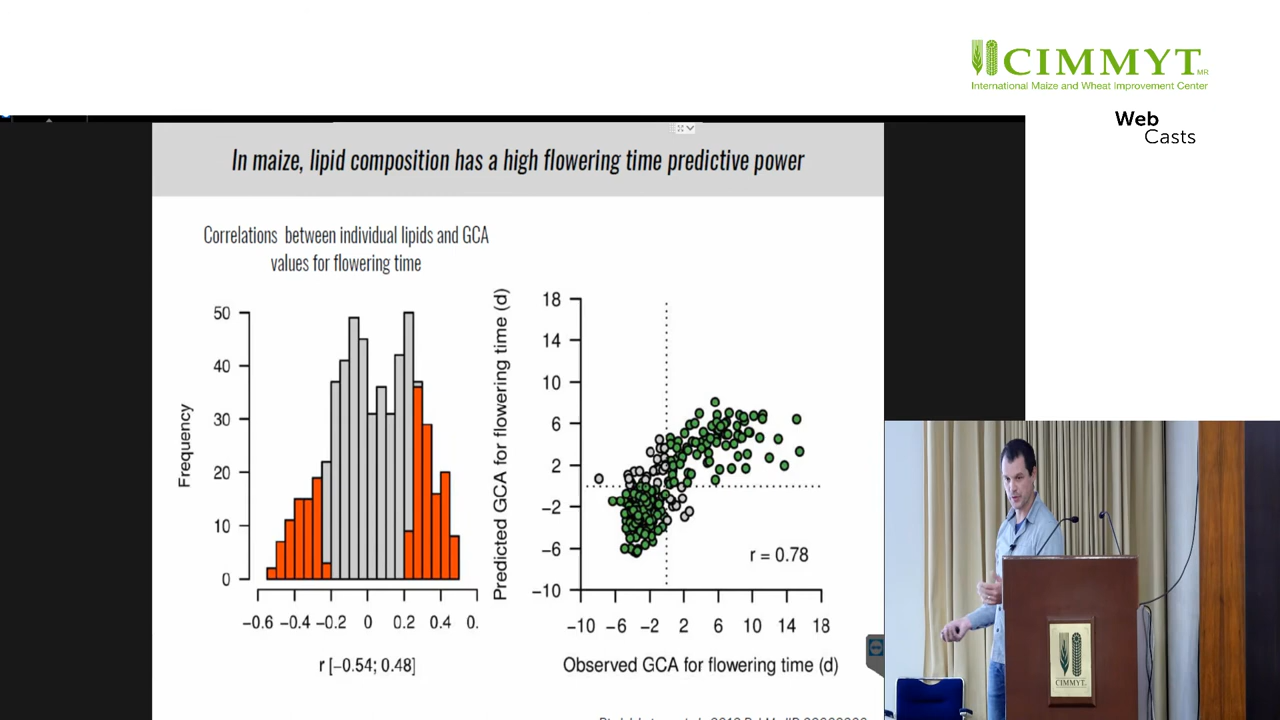 CIMMYT MR
International Maize and Wheat Improvement Center
Web
Casts
In maize, lipid composition has a high flowering time predictive power
Correlations between individual lipids and GCA
values for flowering time
Frequency
50
40
30
20
10
0
-0.6 -0.4 -0.2 0 0.2 0.4 0.
r [−0.54; 0.48]
Predicted GCA for flowering time (d)
18
14
10
6
2
−2
−6
−10
r = 0.78
−10 −6 −2 2 6 10 14 18
Observed GCA for flowering time (d)
CIMMYT.